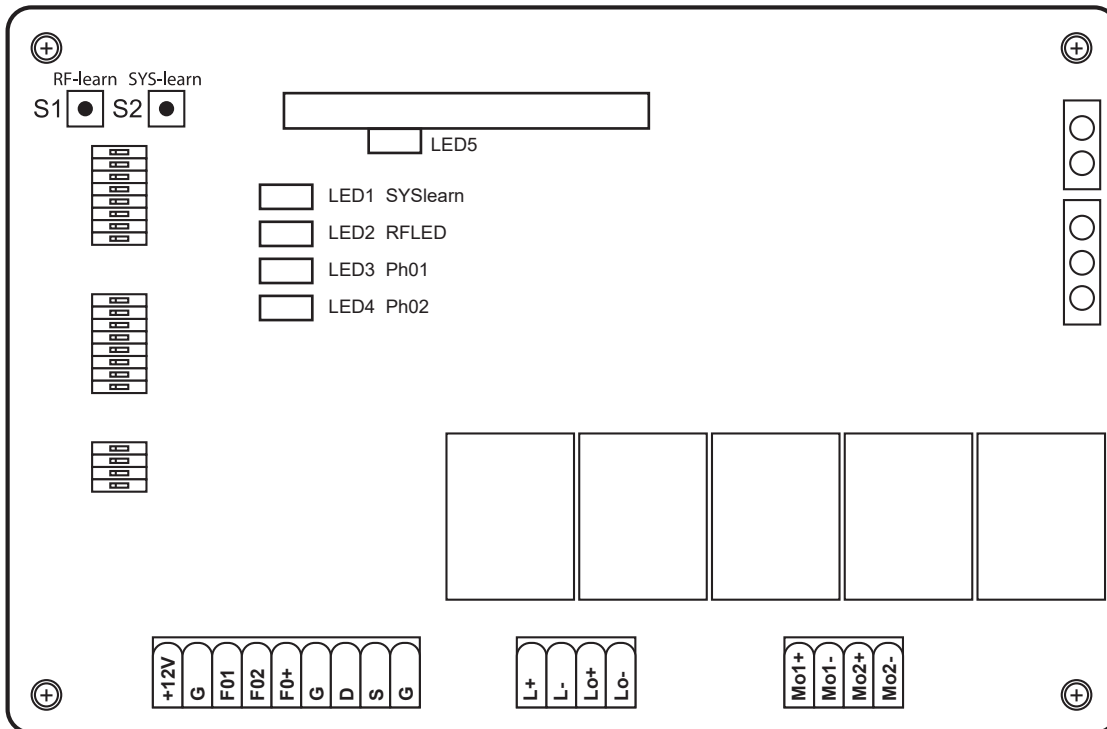 RF-learn SYS-learn
S1 S2
LED5
LED1 SYSlearn
LED2 RFLED
LED3 Ph01
LED4 Ph02
+12V G F01 F02 F0+ G D S G
L+ L- Lo+ Lo-
Mo1+ Mo1- Mo2+ Mo2-